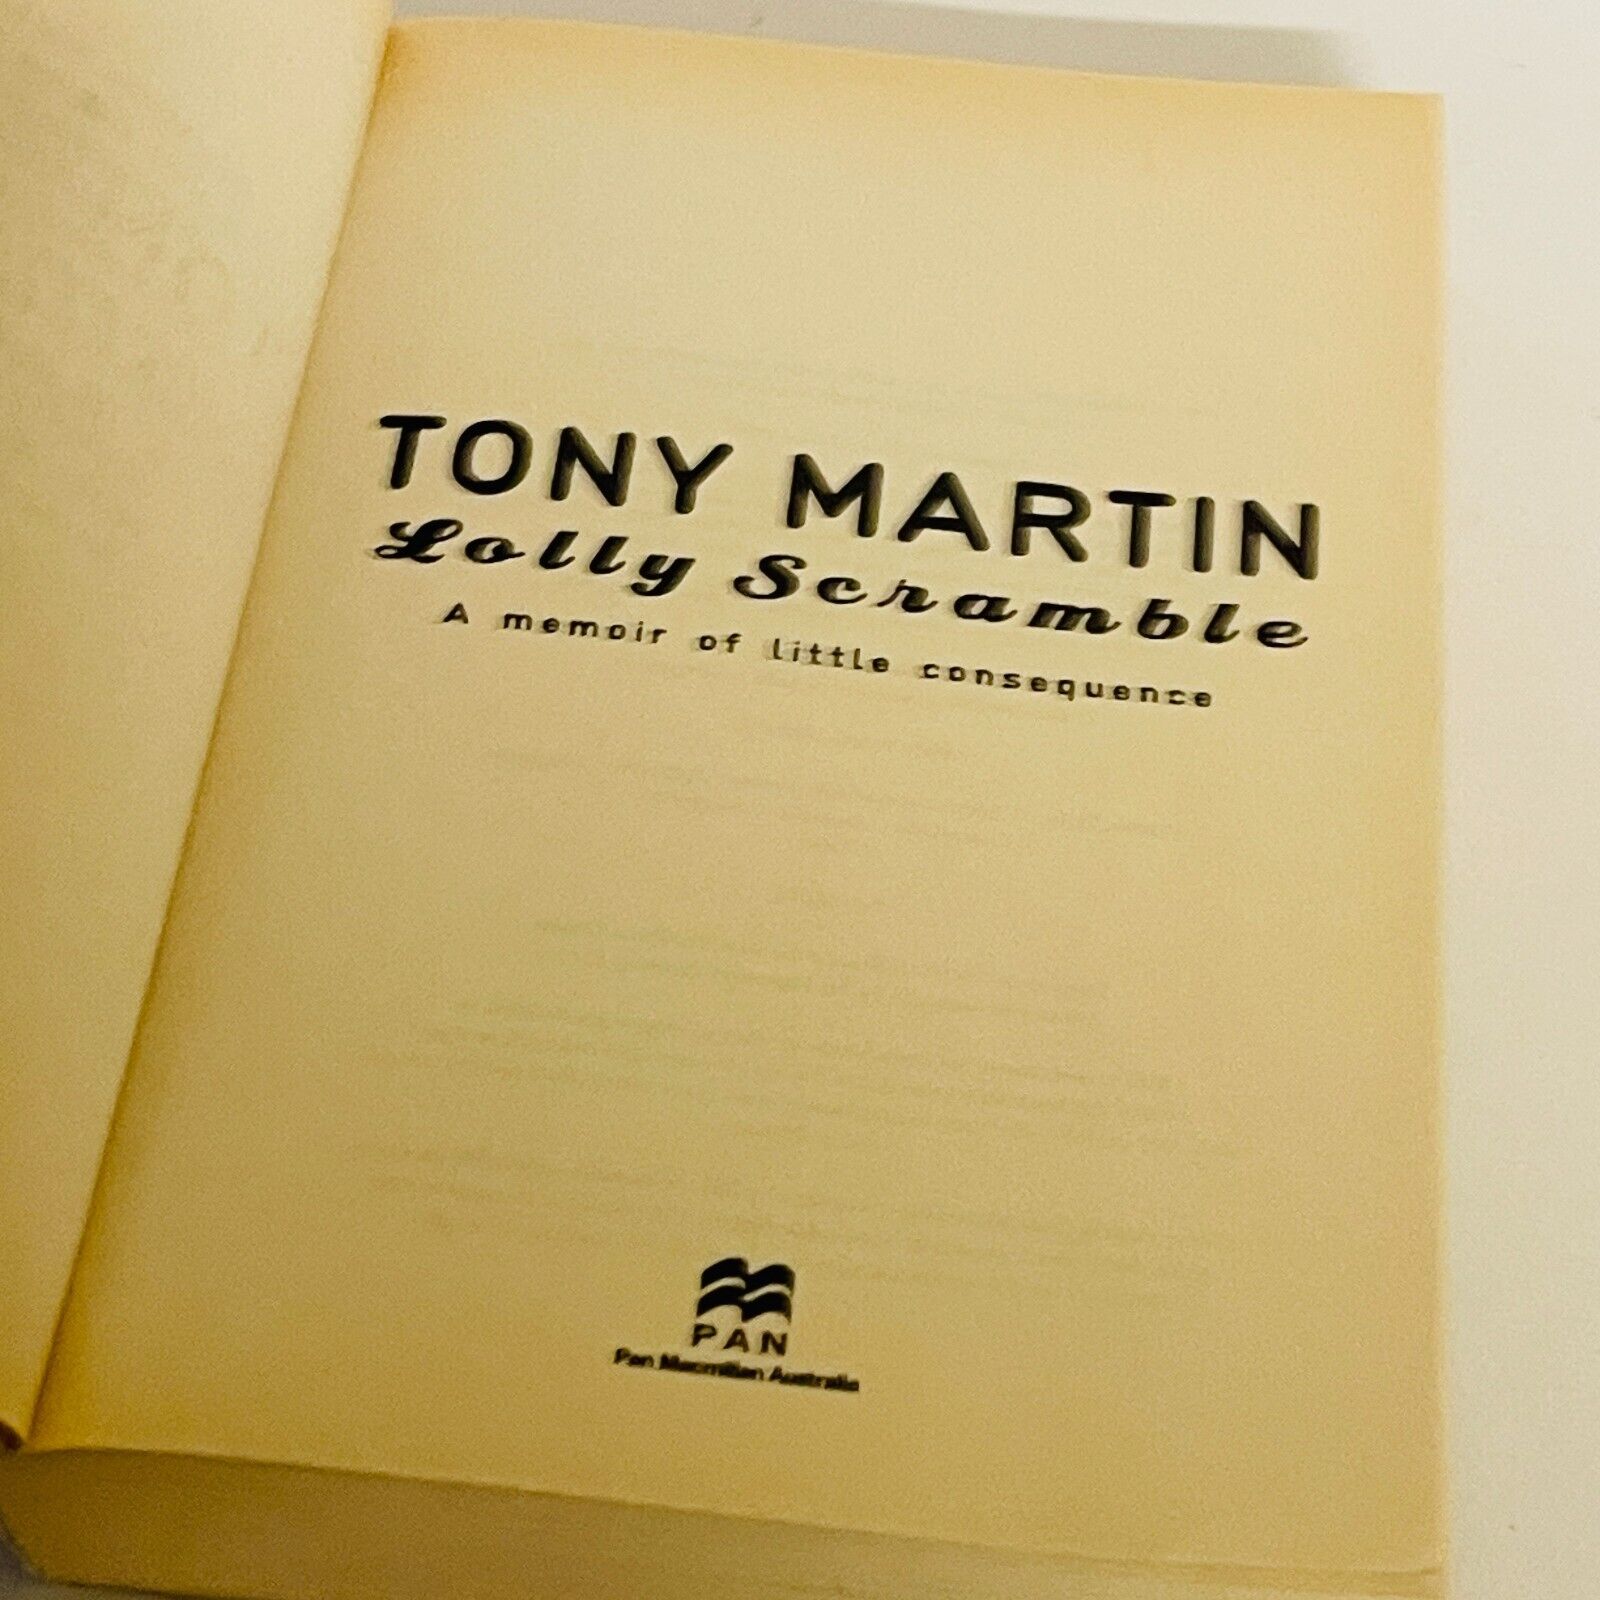 TONY MARTIN
Lolly Scramble
A memoir of little consequence
PAN
Pan Macmillan Australia